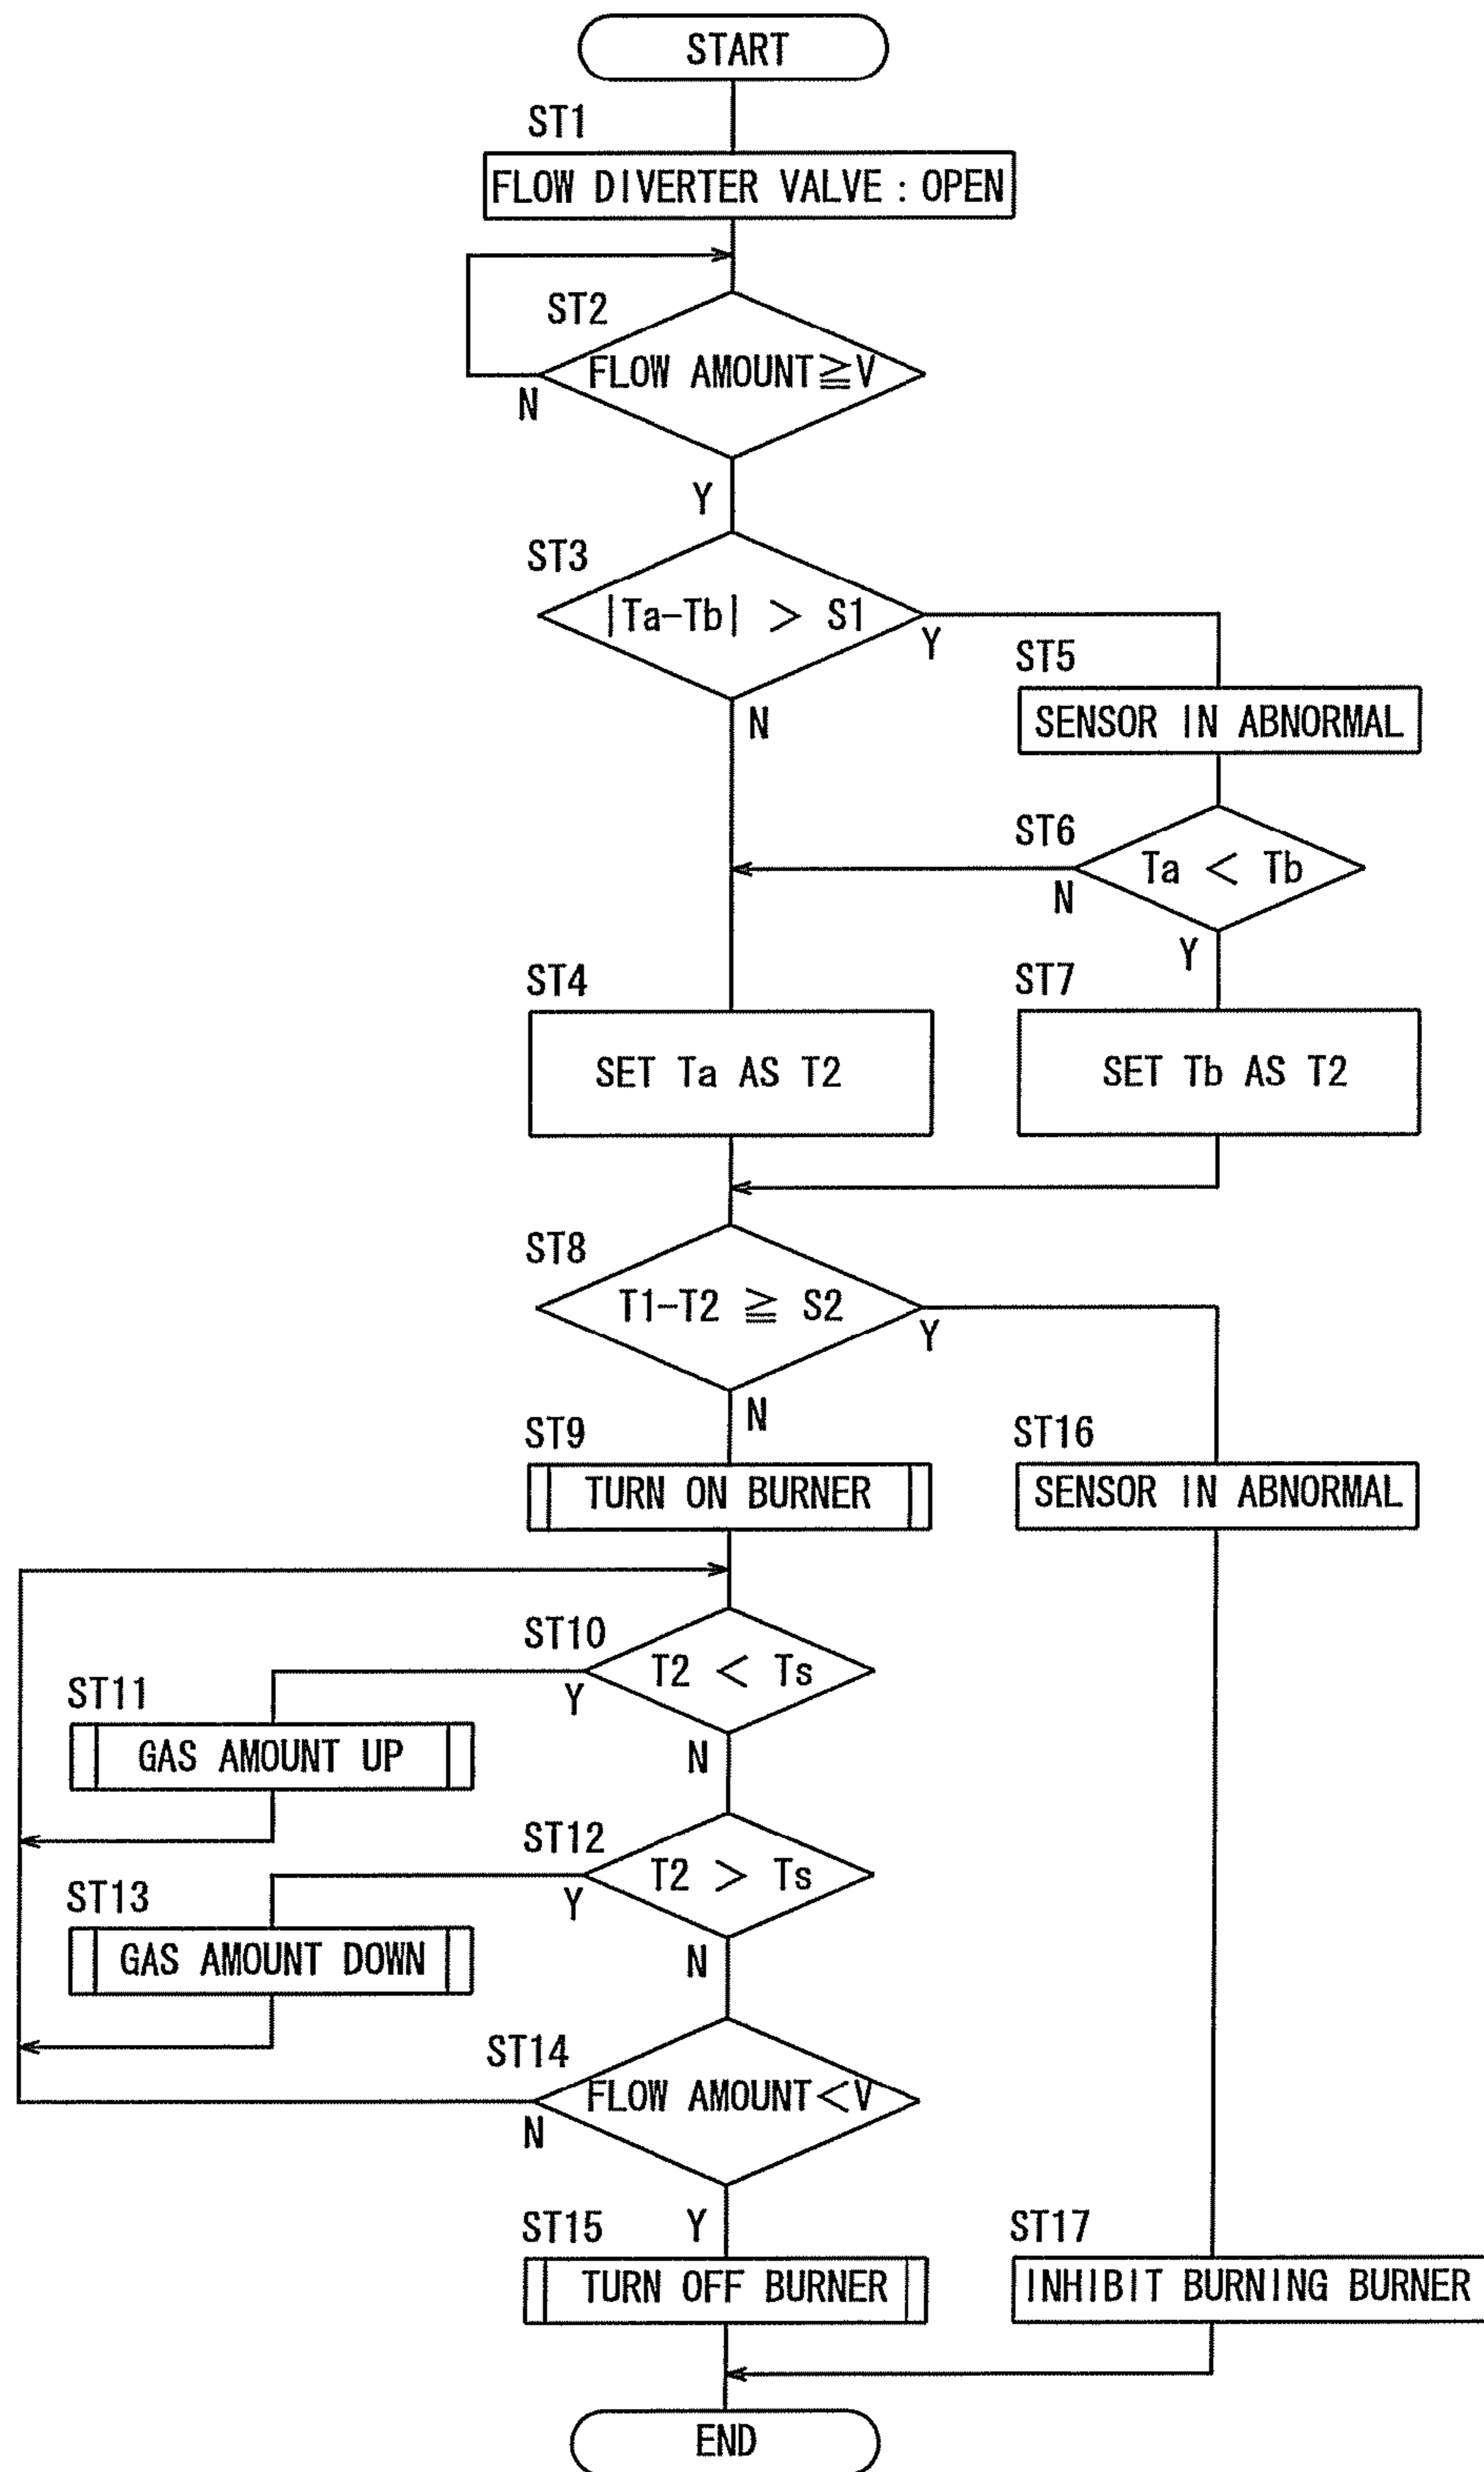 START
ST1
FLOW DIVERTER VALVE : OPEN
ST2
FLOW AMOUNT≧V
N
Y
ST3
|Ta-Tb| > S1
Y
N
ST5
SENSOR IN ABNORMAL
ST6
Ta < Tb
N
Y
ST4
SET Ta AS T2
ST7
SET Tb AS T2
ST8
T1-T2 ≧ S2
Y
N
ST9
TURN ON BURNER
ST16
SENSOR IN ABNORMAL
ST10
T2 < Ts
Y
N
ST11
GAS AMOUNT UP
ST12
T2 > Ts
Y
N
ST13
GAS AMOUNT DOWN
ST14
FLOW AMOUNT<V
N
Y
ST15
TURN OFF BURNER
ST17
INHIBIT BURNING BURNER
END